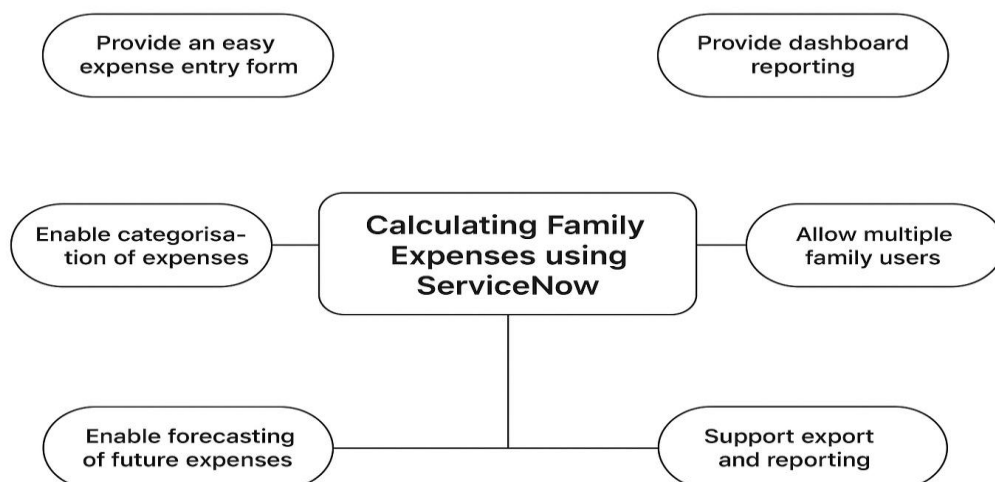 Provide an easy
expense entry form
Provide dashboard
reporting
Enable categorisa-
tion of expenses
Calculating Family
Expenses using
ServiceNow
Allow multiple
family users
Enable forecasting
of future expenses
Support export
and reporting